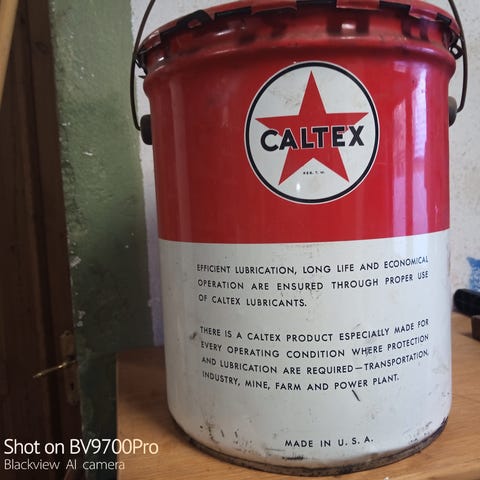 CALTEX
REG. T. M.
EFFICIENT LUBRICATION, LONG LIFE AND ECONOMICAL
OPERATION ARE ENSURED THROUGH PROPER USE
OF CALTEX LUBRICANTS.
THERE IS A CALTEX PRODUCT ESPECIALLY MADE FOR
EVERY OPERATING CONDITION WHERE PROTECTION
AND LUBRICATION ARE REQUIRED—TRANSPORTATION,
INDUSTRY, MINE, FARM AND POWER PLANT.
MADE IN U. S. A.
Shot on BV9700Pro
Blackview AI camera